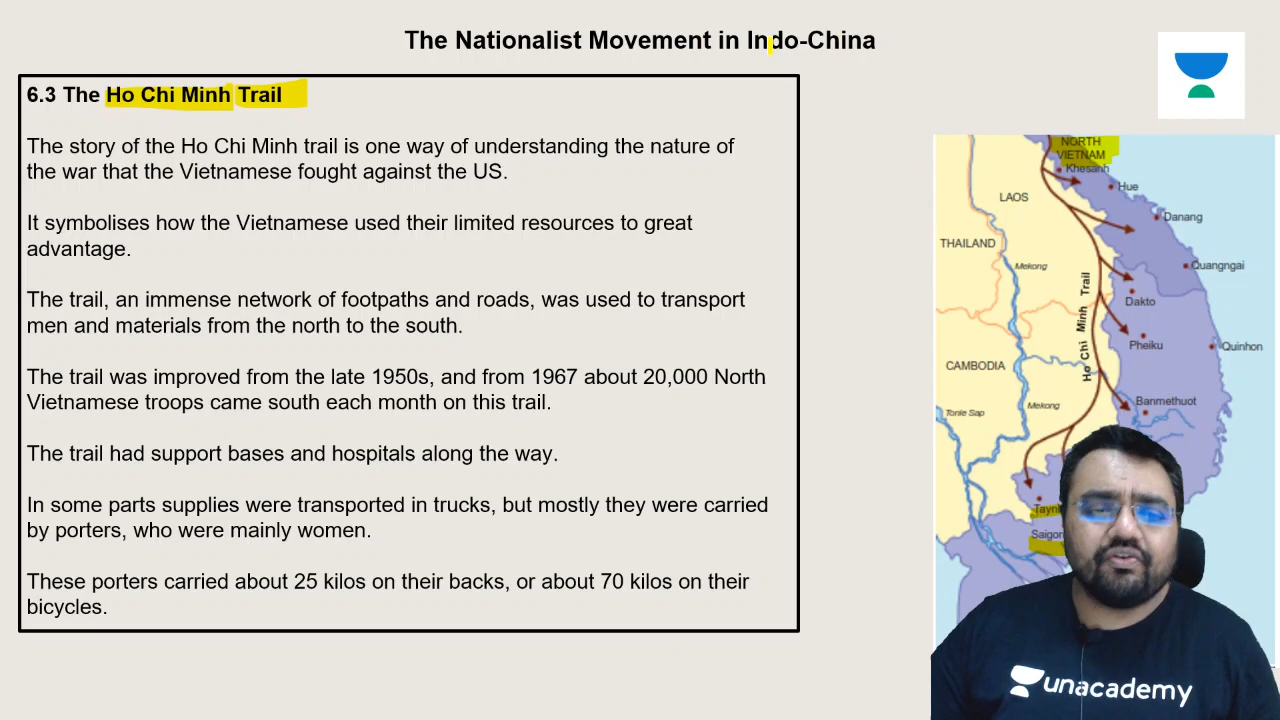 The Nationalist Movement in Indo-China
6.3 The Ho Chi Minh Trail
The story of the Ho Chi Minh trail is one way of understanding the nature of
the war that the Vietnamese fought against the US.
It symbolises how the Vietnamese used their limited resources to great
advantage.
The trail, an immense network of footpaths and roads, was used to transport
men and materials from the north to the south.
The trail was improved from the late 1950s, and from 1967 about 20,000 North
Vietnamese troops came south each month on this trail.
The trail had support bases and hospitals along the way.
In some parts supplies were transported in trucks, but mostly they were carried
by porters, who were mainly women.
These porters carried about 25 kilos on their backs, or about 70 kilos on their
bicycles.
NORTH
VIETNAM
Khesanh
Hue
LAOS
Danang
THAILAND
Mekong
Quangngai
Dakto
Ho Chi Minh Trail
Pheiku
Quinhon
CAMBODIA
Banmethuot
Mekong
Tonle Sap
Saigon
unacademy